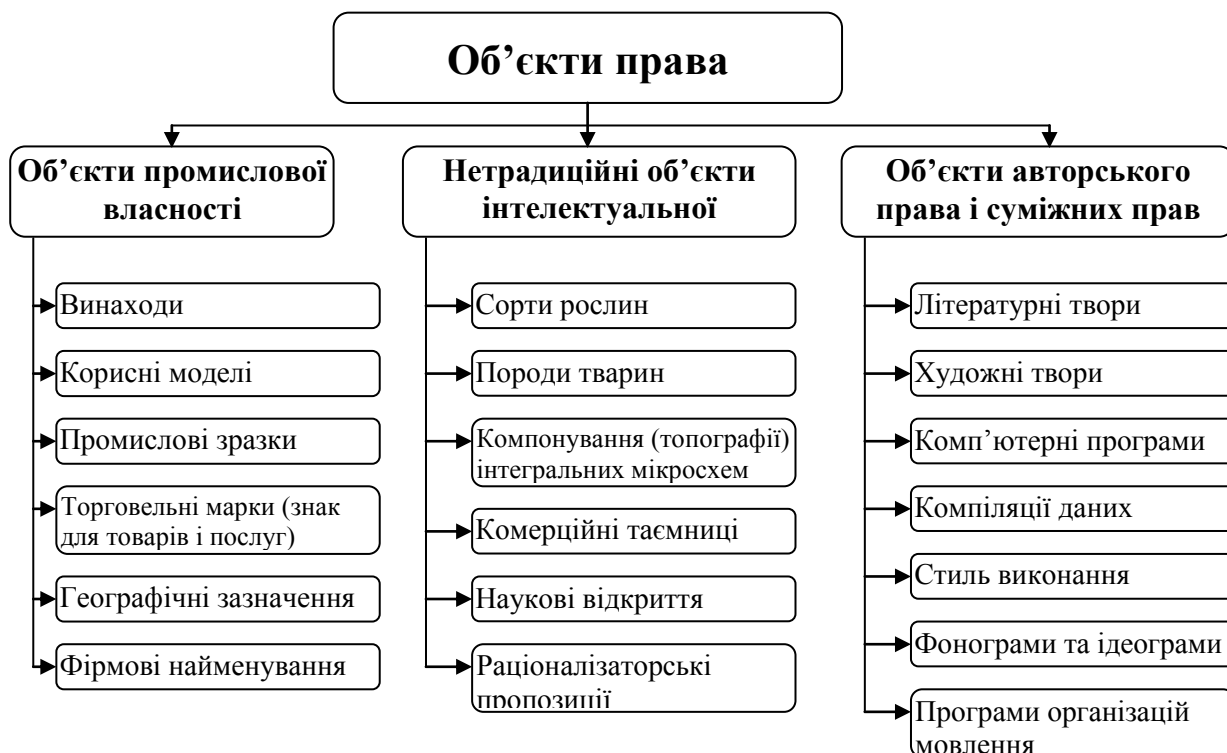 Об’єкти права
Об’єкти промислової
власності
Винаходи
Корисні моделі
Промислові зразки
Торговельні марки (знак
для товарів і послуг)
Географічні зазначення
Фірмові найменування
Нетрадиційні об’єкти
інтелектуальної
Сорти рослин
Породи тварин
Компонування (топографії)
інтегральних мікросхем
Комерційні таємниці
Наукові відкриття
Раціоналізаторські
пропозиції
Об’єкти авторського
права і суміжних прав
Літературні твори
Художні твори
Комп’ютерні програми
Компіляції даних
Стиль виконання
Фонограми та ідеограми
Програми організацій
мовлення